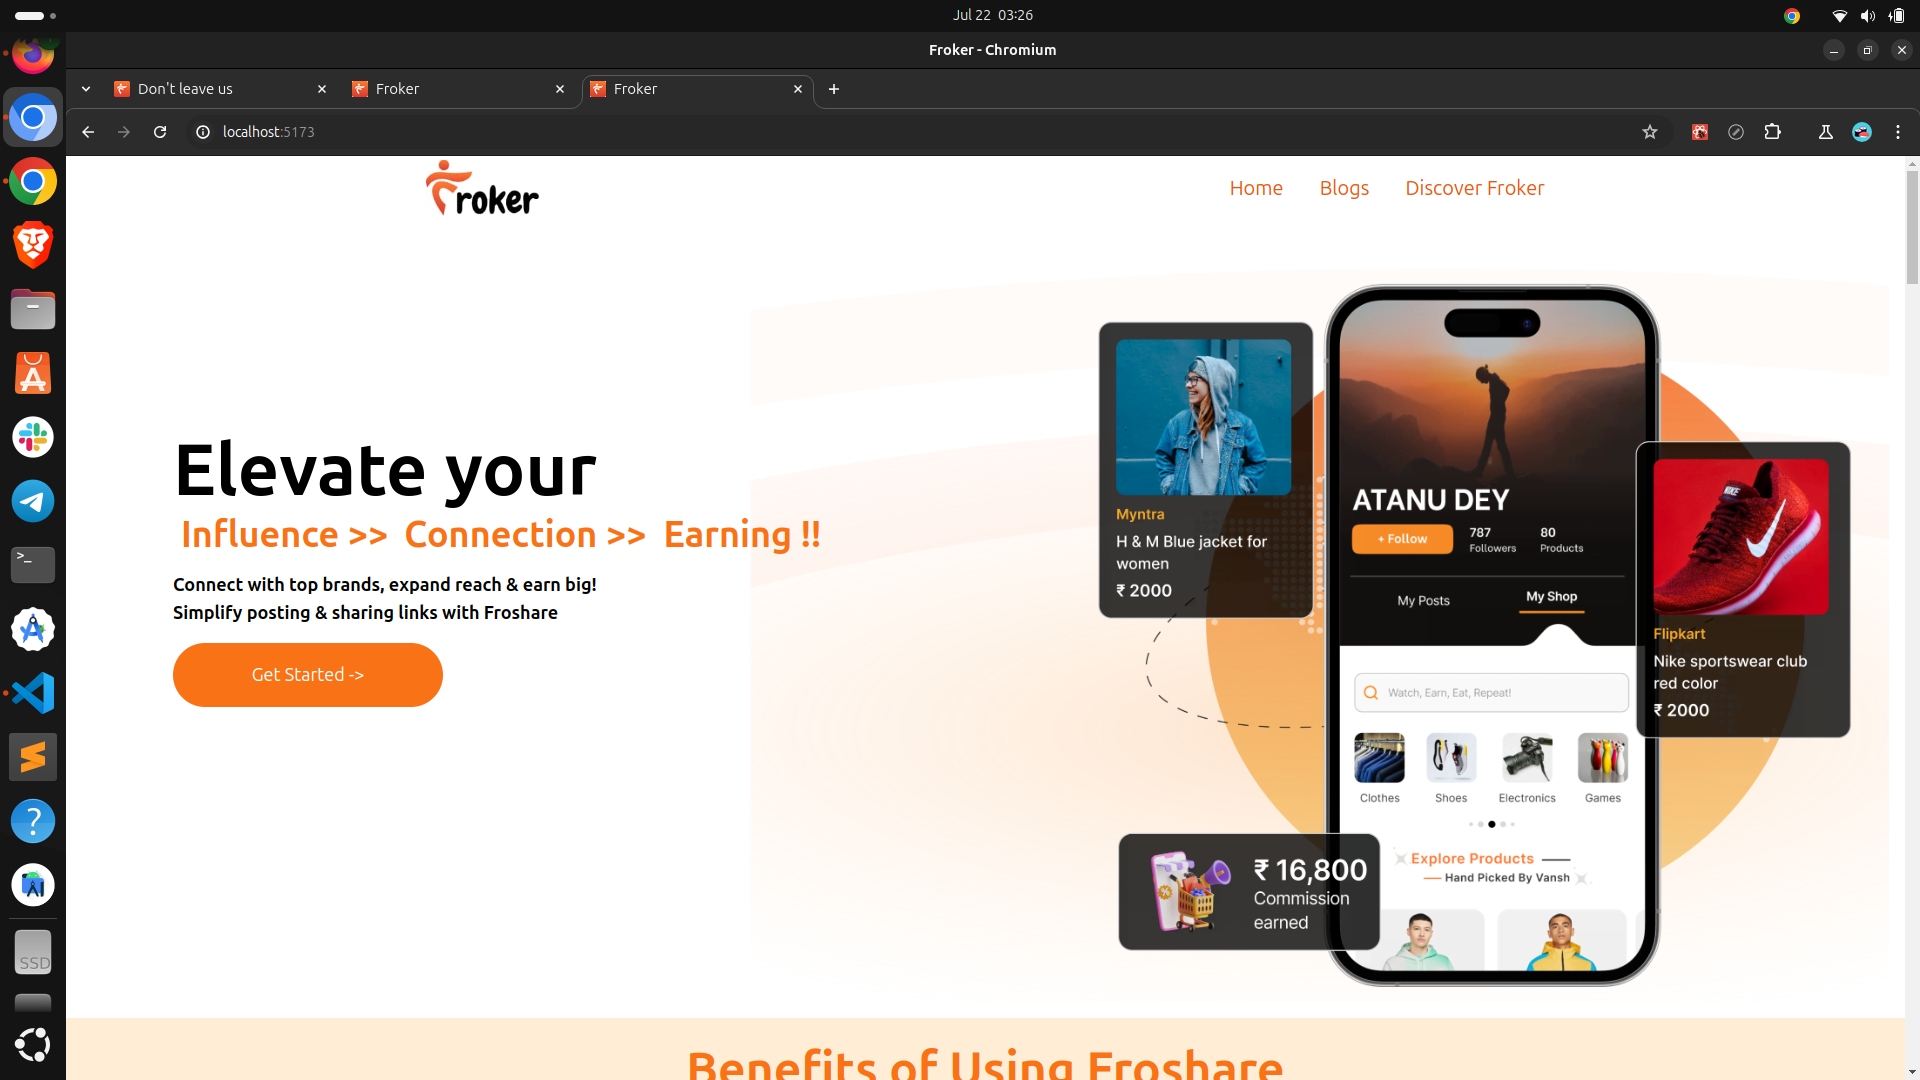 Jul 22 03:26
Froker - Chromium
Don't leave us
Froker
Froker
localhost:5173
Froker
Home
Blogs
Discover Froker
Elevate your
Influence >> Connection >> Earning !!
Connect with top brands, expand reach & earn big!
Simplify posting & sharing links with Froshare
Get Started ->
Myntra
H & M Blue jacket for
women
₹ 2000
ATANU DEY
+ Follow
787
Followers
80
Products
My Posts
My Shop
NIKE
Flipkart
Nike sportswear club
red color
₹ 2000
Watch, Earn, Eat, Repeat!
Clothes
Shoes
Electronics
Games
Explore Products
Hand Picked By Vansh
₹ 16,800
Commission
earned
SSD
Benefits of Using Froshare